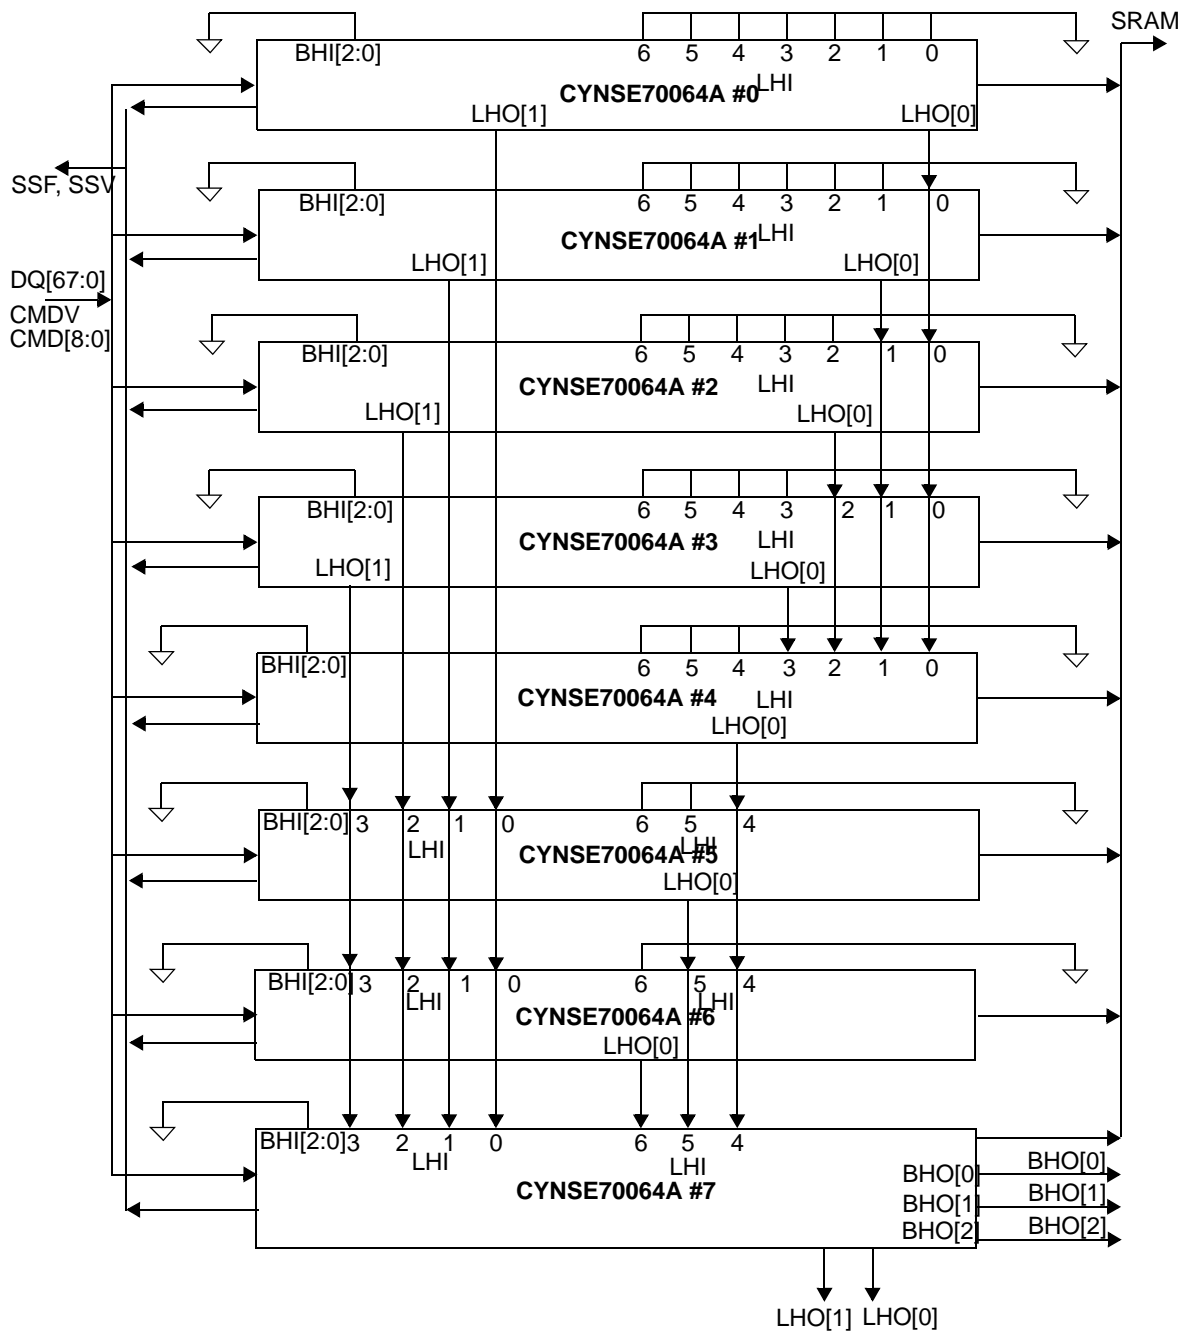 SRAM
BHI[2:0] 6 5 4 3 2 1 0
LHI
CYNSE70064A #0
LHO[1] LHO[0]
SSF, SSV
BHI[2:0] 6 5 4 3 2 1 0
LHI
CYNSE70064A #1
LHO[1] LHO[0]
DQ[67:0]
CMDV
CMD[8:0]
BHI[2:0] 6 5 4 3 2 1 0
CYNSE70064A #2 LHI
LHO[1] LHO[0]
BHI[2:0] 6 5 4 3 2 1 0
CYNSE70064A #3 LHI
LHO[1] LHO[0]
BHI[2:0] 6 5 4 3 2 1 0
CYNSE70064A #4 LHI
LHO[0]
BHI[2:0] 3 2 1 0 6 5 4
LHI LHI
CYNSE70064A #5
LHO[0]
BHI[2:0] 3 2 1 0 6 5 4
LHI LHI
CYNSE70064A #6
LHO[0]
BHI[2:0] 3 2 1 0 6 5 4
LHI LHI
CYNSE70064A #7
BHO[0] BHO[0]
BHO[1] BHO[1]
BHO[2] BHO[2]
LHO[1] LHO[0]